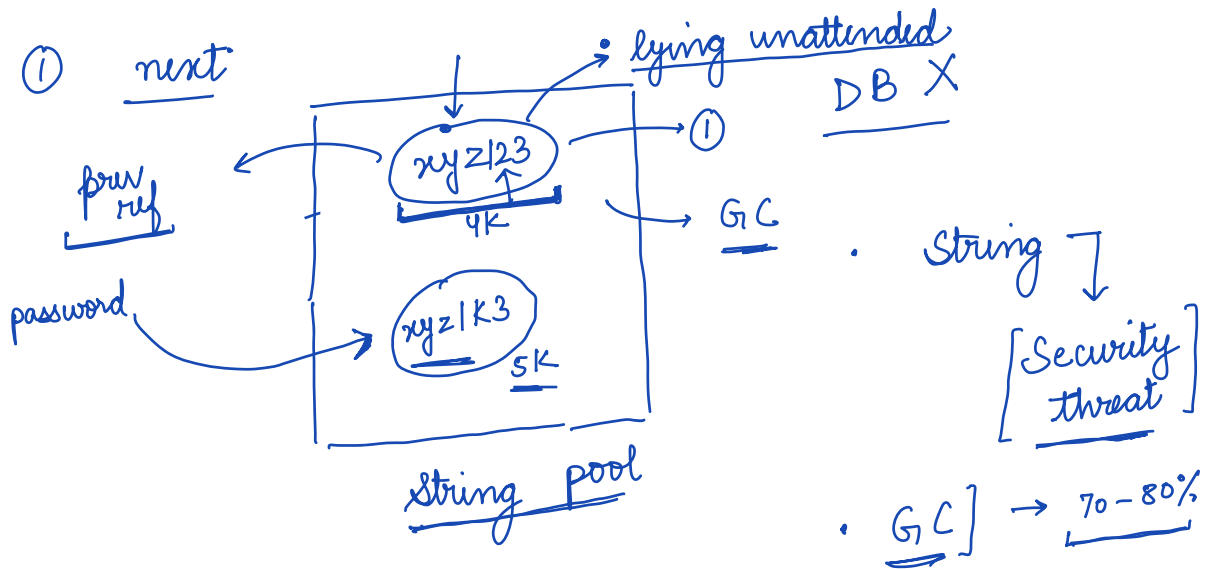 ① next
• lying unattended
DB X
xyz123
①
prev
ref
4K
GC
• String
password
xyz1K3
5K
[Security
threat]
String pool
• GC] → 70-80%